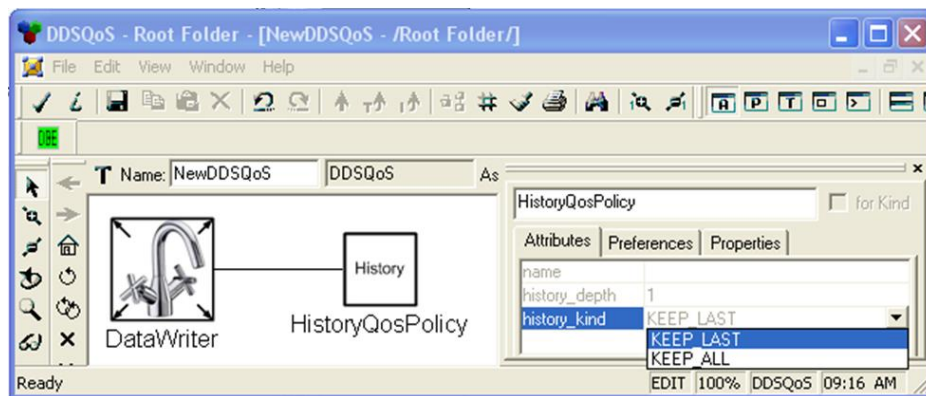 DDSQoS - Root Folder - [NewDDSQoS - /Root Folder/]
File Edit View Window Help
A P T
OBE
T Name: NewDDSQoS DDSQoS As
HistoryQosPolicy for Kind
Attributes Preferences Properties
name
history_depth 1
history_kind KEEP_LAST
KEEP_LAST
KEEP_ALL
History
DataWriter
HistoryQosPolicy
Ready
EDIT 100% DDSQoS 09:16 AM